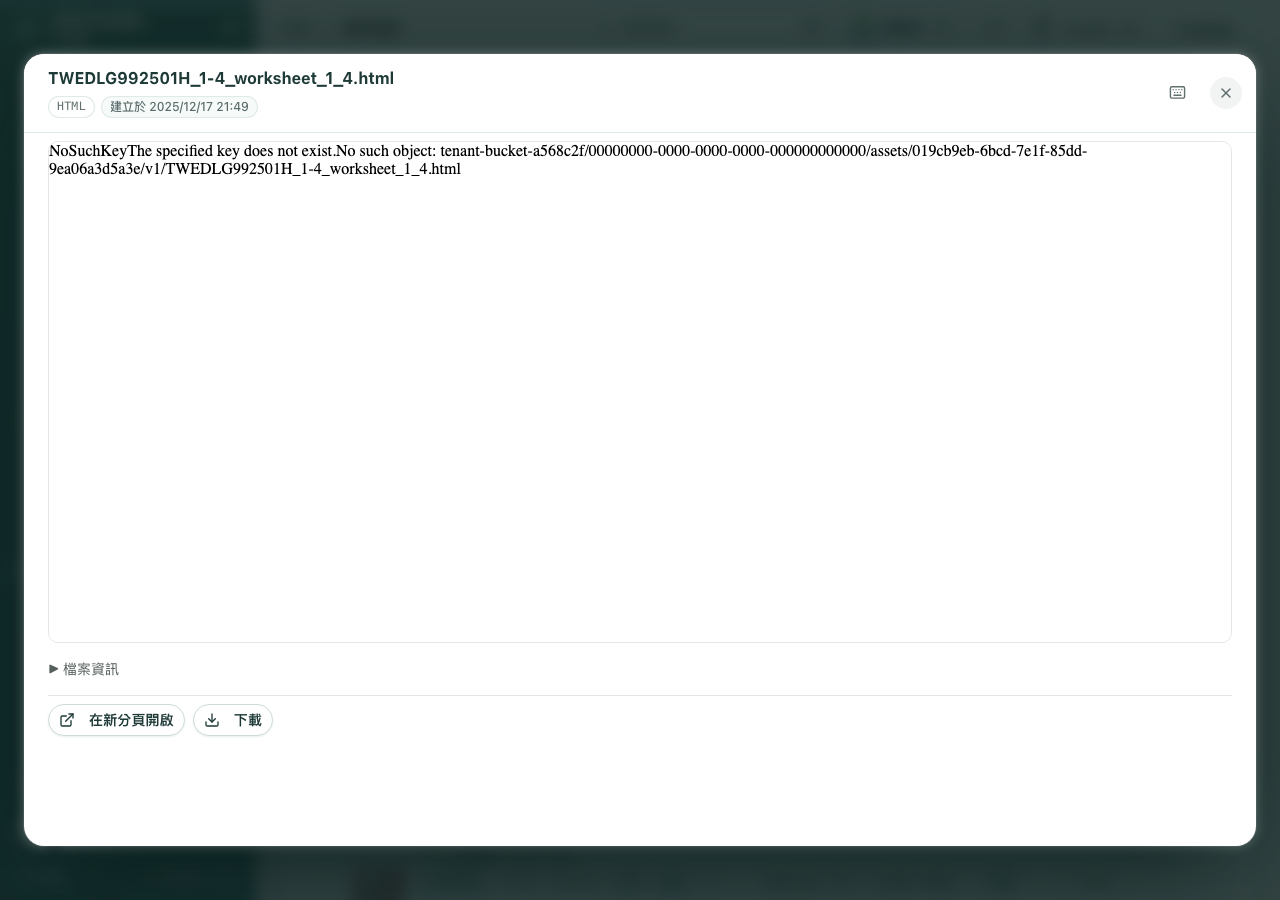 TWEDLG992501H_1-4_worksheet_1_4.html
HTML
建立於 2025/12/17 21:49
NoSuchKeyThe specified key does not exist.No such object: tenant-bucket-a568c2f/00000000-0000-0000-0000-000000000000/assets/019cb9eb-6bcd-7e1f-85dd-
9ea06a3d5a3e/v1/TWEDLG992501H_1-4_worksheet_1_4.html
▶ 檔案資訊
在新分頁開啟
下載